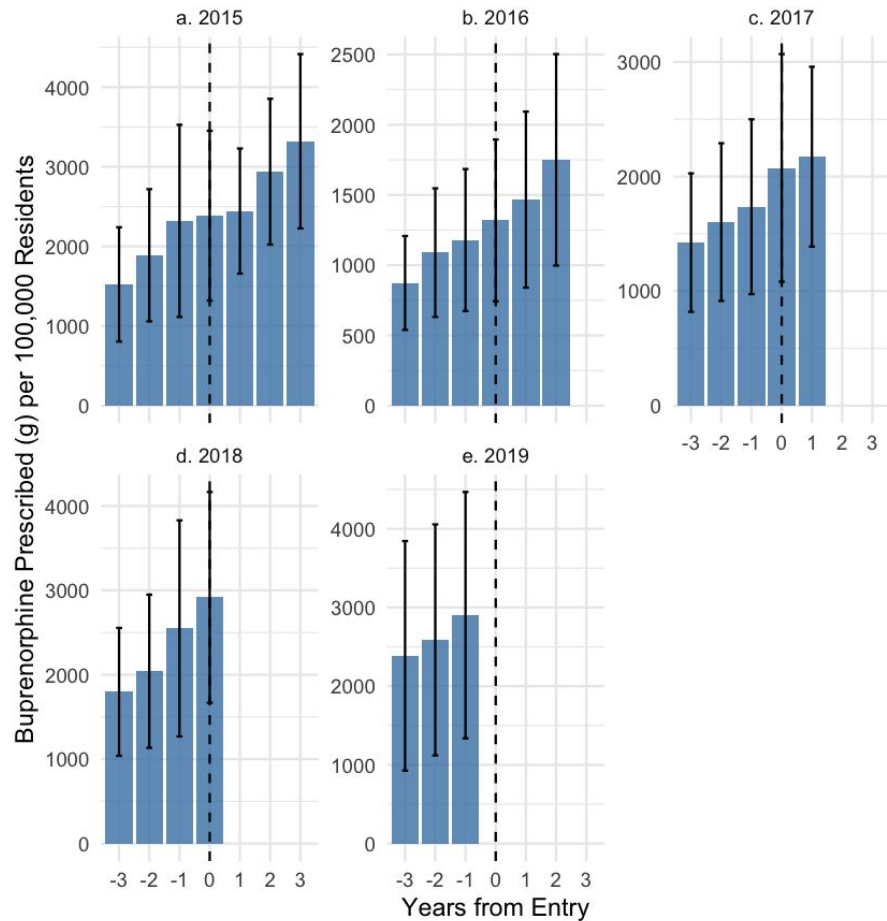 a. 2015
b. 2016
c. 2017
4000
3000
2000
1000
0
2500
2000
1500
1000
500
0
3000
2000
1000
0
-3 -2 -1 0 1 2 3
Buprenorphine Prescribed (g) per 100,000 Residents
d. 2018
e. 2019
4000
3000
2000
1000
0
4000
3000
2000
1000
0
-3 -2 -1 0 1 2 3
-3 -2 -1 0 1 2 3
Years from Entry